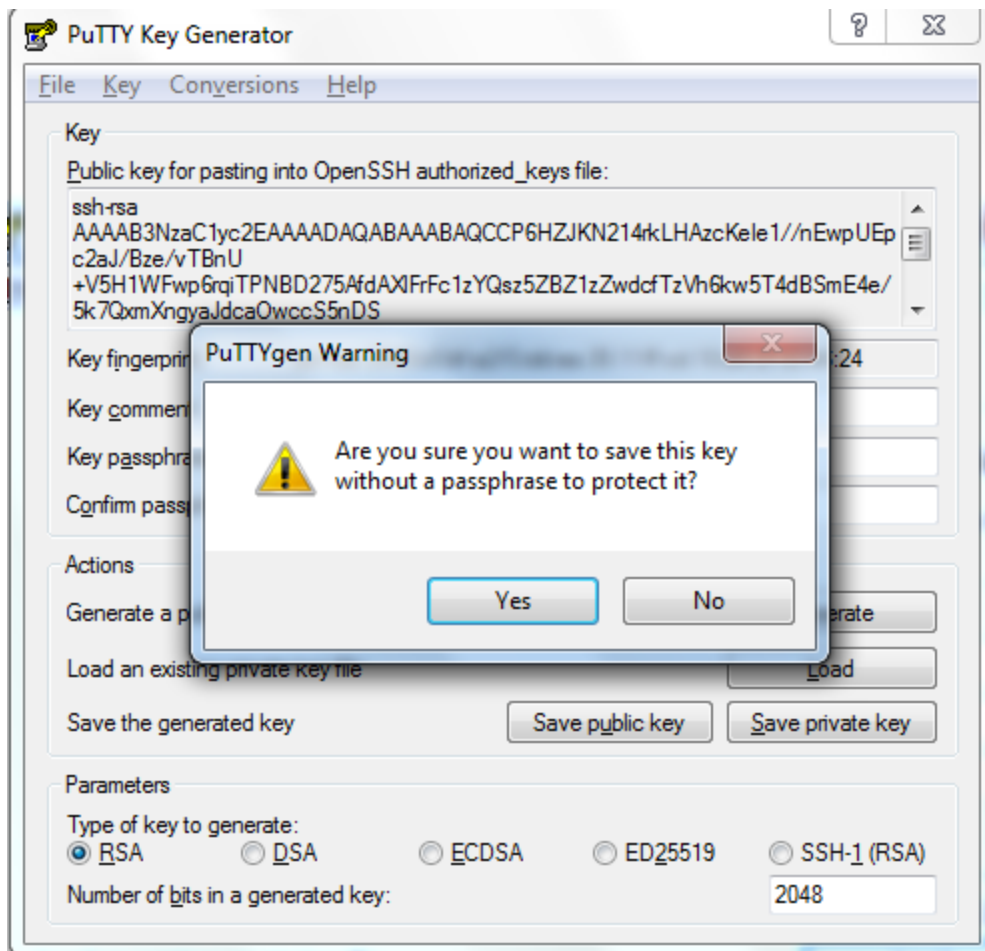 PuTTY Key Generator
File Key Conversions Help
Key
Public key for pasting into OpenSSH authorized_keys file:
ssh-rsa
AAAAB3NzaC1yc2EAAAADAQABAAABAQCCP6HZJKN214rkLHAzcKele1//nEwpUEp
c2aJ/Bze/vTBnU
+V5H1WFwp6rqiTPNBD275AfdAXlFrFc1zYQsz5ZBZ1zZwdcfTzVh6kw5T4dBSmE4e/
5k7QxmXngyaJdcaOwccS5nDS
Key fingerprin :24
Key commen
Key passphra
Confirm passp
PuTTYgen Warning
Are you sure you want to save this key
without a passphrase to protect it?
Yes No
Actions
Generate a p erate
Load an existing private key file Load
Save the generated key Save public key Save private key
Parameters
Type of key to generate:
RSA DSA ECDSA ED25519 SSH-1 (RSA)
Number of bits in a generated key: 2048